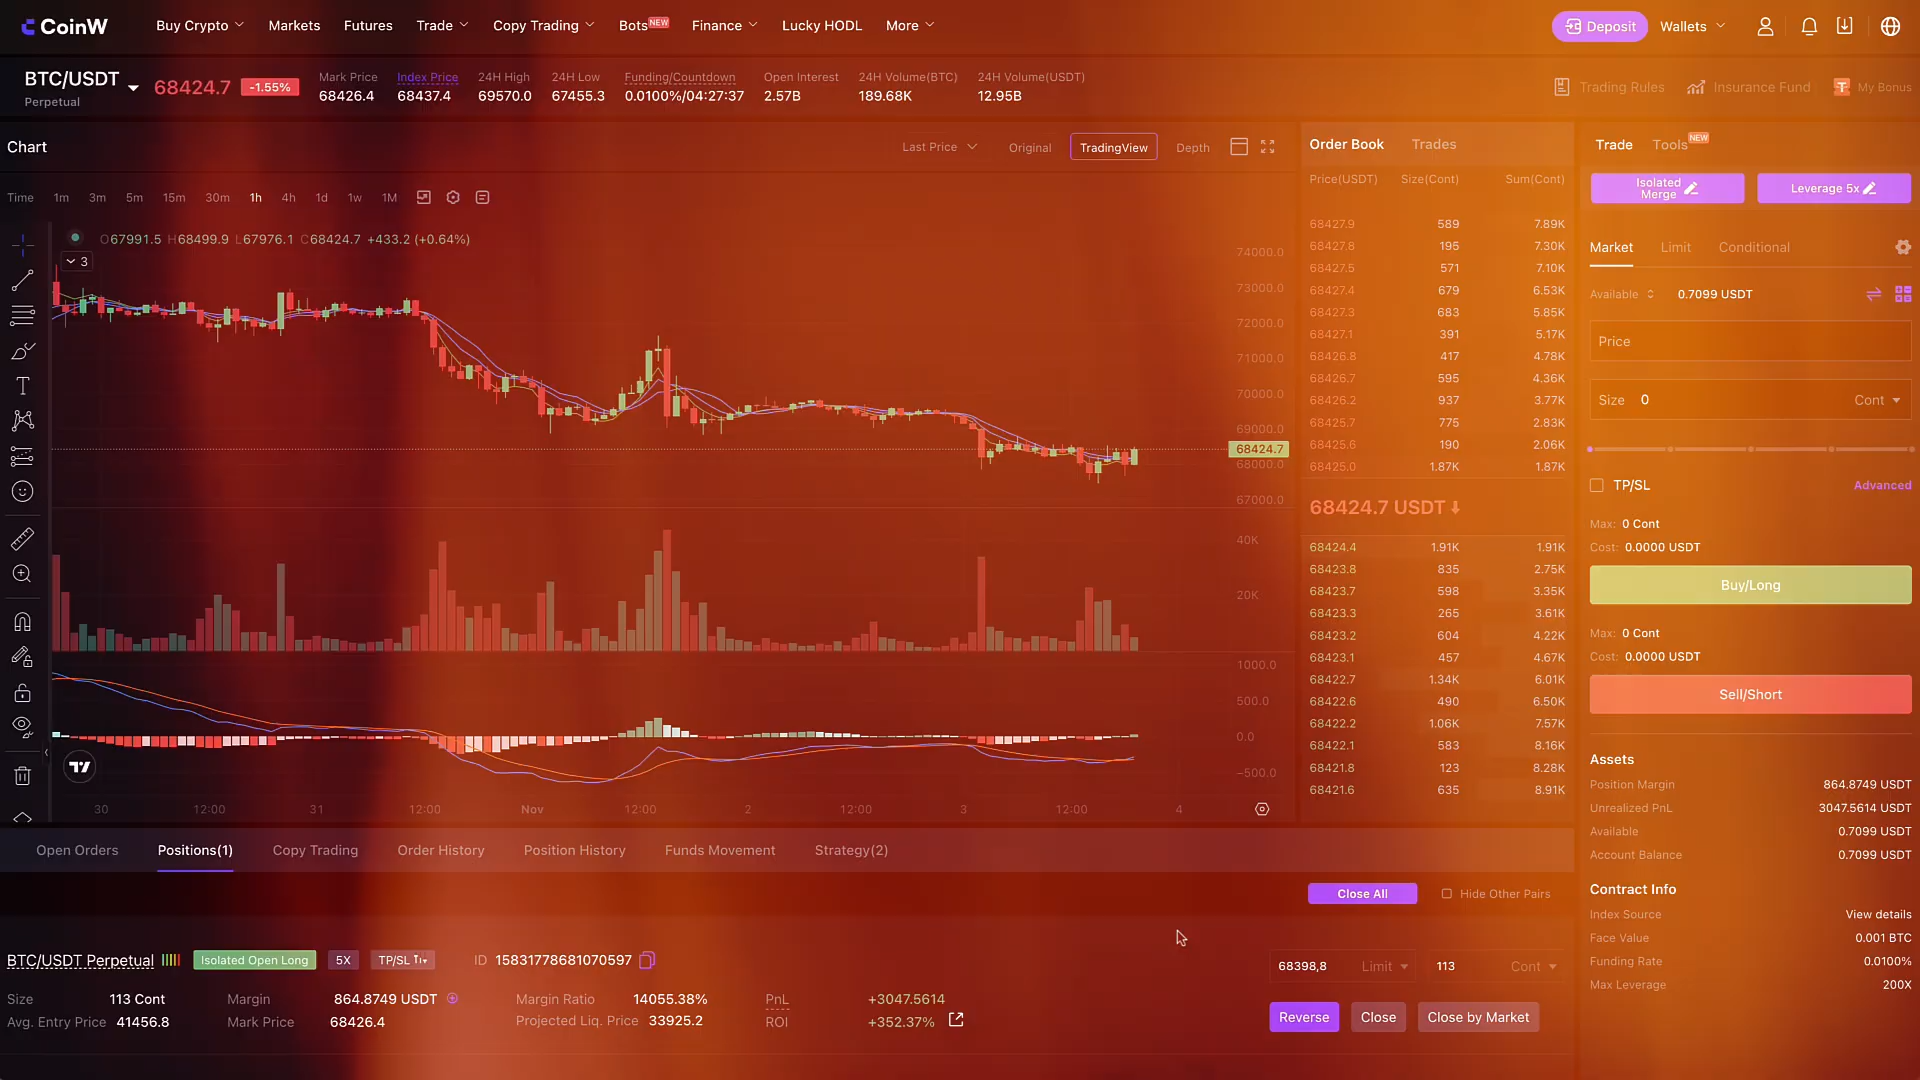 CoinW Buy Crypto Markets Futures Trade Copy Trading Bots NEW Finance Lucky HODL More Deposit Wallets
BTC/USDT 68424.7 -1.55%
Perpetual
Mark Price Index Price 24H High 24H Low Funding/Countdown Open Interest 24H Volume(BTC) 24H Volume(USDT)
68426.4 68437.4 69570.0 67455.3 0.0100%/04:27:37 2.57B 189.68K 12.95B
Trading Rules Insurance Fund My Bonus
Chart Last Price Original TradingView Depth
Time 1m 3m 5m 15m 30m 1h 4h 1d 1w 1M
O67991.5 H68499.9 L67976.1 C68424.7 +433.2 (+0.64%)
3
74000.0
73000.0
72000.0
71000.0
70000.0
69000.0
68424.7
68000.0
67000.0
40K
20K
1000.0
500.0
0.0
−500.0
30 12:00 31 12:00 Nov 12:00 2 12:00 3 12:00 4
Order Book Trades
Price(USDT) Size(Cont) Sum(Cont)
68427.9 589 7.89K
68427.8 195 7.30K
68427.5 571 7.10K
68427.4 679 6.53K
68427.3 683 5.85K
68427.1 391 5.17K
68426.8 417 4.78K
68426.7 595 4.36K
68426.2 937 3.77K
68425.7 775 2.83K
68425.6 190 2.06K
68425.0 1.87K 1.87K
68424.7 USDT
68424.4 1.91K 1.91K
68423.8 835 2.75K
68423.7 598 3.35K
68423.3 265 3.61K
68423.2 604 4.22K
68423.1 457 4.67K
68422.7 1.34K 6.01K
68422.6 490 6.50K
68422.2 1.06K 7.57K
68422.1 583 8.16K
68421.8 123 8.28K
68421.6 635 8.91K
Trade Tools NEW
Isolated
Merge
Leverage 5x
Market Limit Conditional
Available 0.7099 USDT
Price
Size 0 Cont
TP/SL Advanced
Max: 0 Cont
Cost: 0.0000 USDT
Buy/Long
Max: 0 Cont
Cost: 0.0000 USDT
Sell/Short
Assets
Position Margin 864.8749 USDT
Unrealized PnL 3047.5614 USDT
Available 0.7099 USDT
Account Balance 0.7099 USDT
Contract Info
Index Source View details
Face Value 0.001 BTC
Funding Rate 0.0100%
Max Leverage 200X
Open Orders Positions(1) Copy Trading Order History Position History Funds Movement Strategy(2)
Close All Hide Other Pairs
BTC/USDT Perpetual Isolated Open Long 5X TP/SL ID 15831778681070597
68398,8 Limit 113 Cont
Size 113 Cont Margin 864.8749 USDT Margin Ratio 14055.38% PnL +3047.5614
Avg. Entry Price 41456.8 Mark Price 68426.4 Projected Liq. Price 33925.2 ROI +352.37%
Reverse Close Close by Market